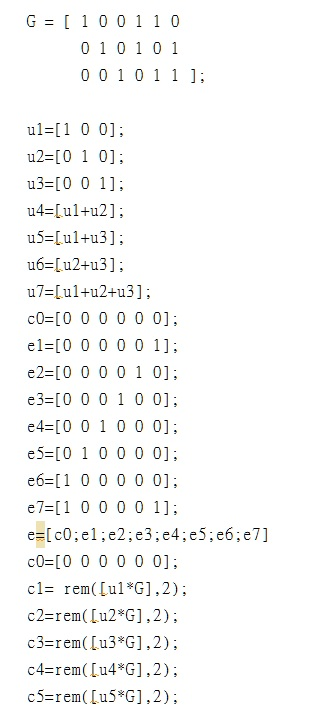 G = [ 1 0 0 1 1 0
0 1 0 1 0 1
0 0 1 0 1 1 ];
u1=[1 0 0];
u2=[0 1 0];
u3=[0 0 1];
u4=[u1+u2];
u5=[u1+u3];
u6=[u2+u3];
u7=[u1+u2+u3];
c0=[0 0 0 0 0 0];
e1=[0 0 0 0 0 1];
e2=[0 0 0 0 1 0];
e3=[0 0 0 1 0 0];
e4=[0 0 1 0 0 0];
e5=[0 1 0 0 0 0];
e6=[1 0 0 0 0 0];
e7=[1 0 0 0 0 1];
e=[c0;e1;e2;e3;e4;e5;e6;e7]
c0=[0 0 0 0 0 0];
c1= rem([u1*G],2);
c2=rem([u2*G],2);
c3=rem([u3*G],2);
c4=rem([u4*G],2);
c5=rem([u5*G],2);